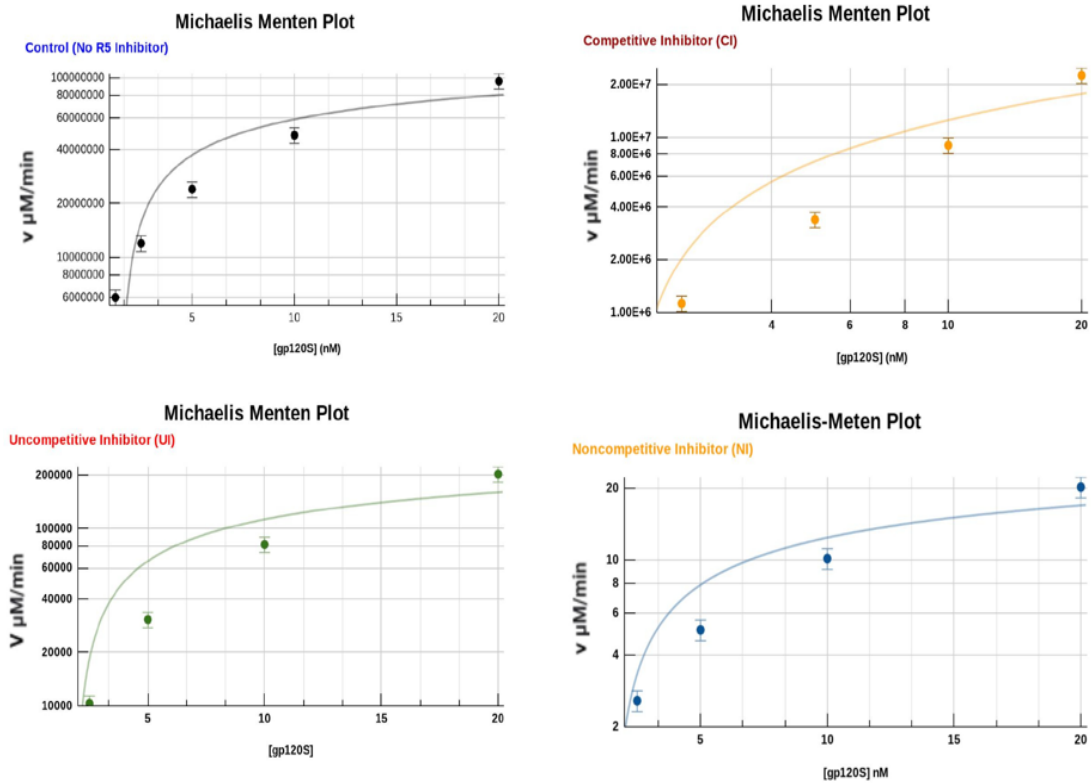 Michaelis Menten Plot
Control (No R5 Inhibitor)
100000000
80000000
60000000
40000000
20000000
10000000
8000000
6000000
v µM/min
5
10
15
20
[gp120S] (nM)
Michaelis Menten Plot
Competitive Inhibitor (CI)
2.00E+7
1.00E+7
8.00E+6
6.00E+6
4.00E+6
2.00E+6
1.00E+6
v µM/min
4
6
8
10
20
[gp120S] (nM)
Michaelis Menten Plot
Uncompetitive Inhibitor (UI)
200000
100000
80000
60000
40000
20000
10000
V µM/min
5
10
15
20
[gp120S]
Michaelis-Meten Plot
Noncompetitive Inhibitor (NI)
20
10
8
6
4
2
v µM/min
5
10
15
20
[gp120S] nM